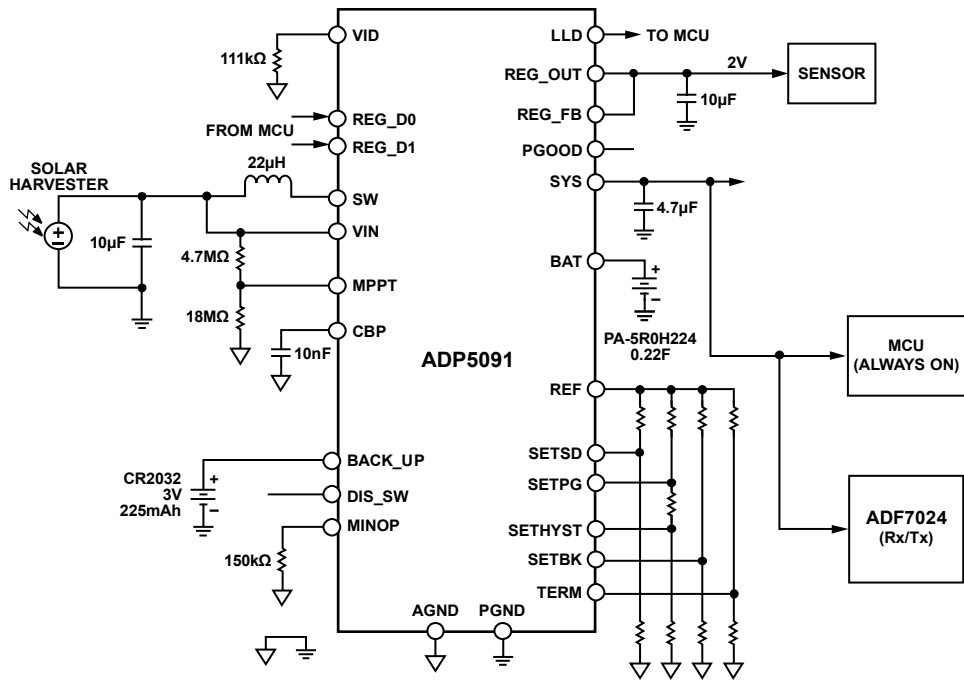 VID
111kΩ
REG_D0
FROM MCU
REG_D1
22µH
SOLAR
HARVESTER
SW
10µF
VIN
4.7MΩ
MPPT
18MΩ
CBP
10nF
BACK_UP
CR2032
3V
225mAh
DIS_SW
MINOP
150kΩ
ADP5091
AGND
PGND
LLD
TO MCU
REG_OUT
2V
SENSOR
10µF
REG_FB
PGOOD
SYS
4.7µF
BAT
PA-5R0H224
0.22F
MCU
(ALWAYS ON)
REF
SETSD
SETPG
SETHYST
SETBK
TERM
ADF7024
(Rx/Tx)